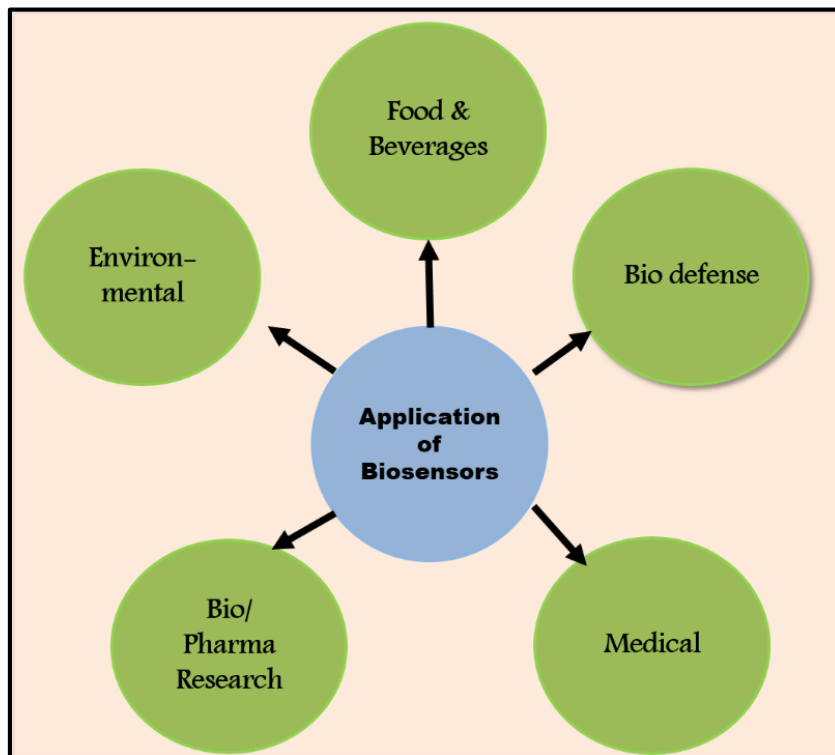 Food &
Beverages
Environ-
mental
Bio defense
Application
of
Biosensors
Bio/
Pharma
Research
Medical